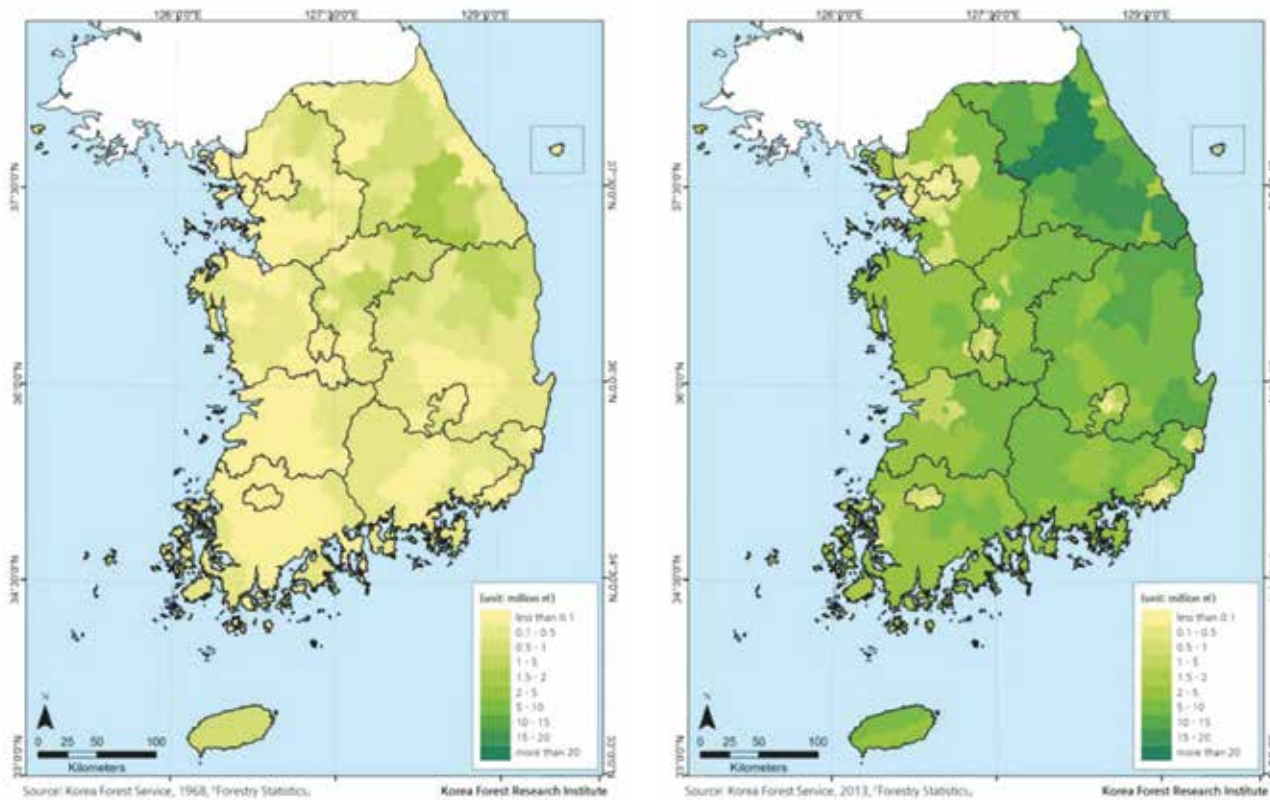 126°0'0"E 127°30'0"E 129°0'0"E
37°30'0"N
36°0'0"N
34°30'0"N
33°0'0"N
(unit: million ㎥)
less than 0.1
0.1 - 0.5
0.5 - 1
1 - 5
1.5 - 2
2 - 5
5 - 10
10 - 15
15 - 20
more than 20
N
0 25 50 100
Kilometers
Source: Korea Forest Service, 1968, 「Forestry Statistics」
Korea Forest Research Institute
126°0'0"E 127°30'0"E 129°0'0"E
37°30'0"N
36°0'0"N
34°30'0"N
33°0'0"N
(unit: million ㎥)
less than 0.1
0.1 - 0.5
0.5 - 1
1 - 5
1.5 - 2
2 - 5
5 - 10
10 - 15
15 - 20
more than 20
N
0 25 50 100
Kilometers
Source: Korea Forest Service, 2013, 「Forestry Statistics」
Korea Forest Research Institute